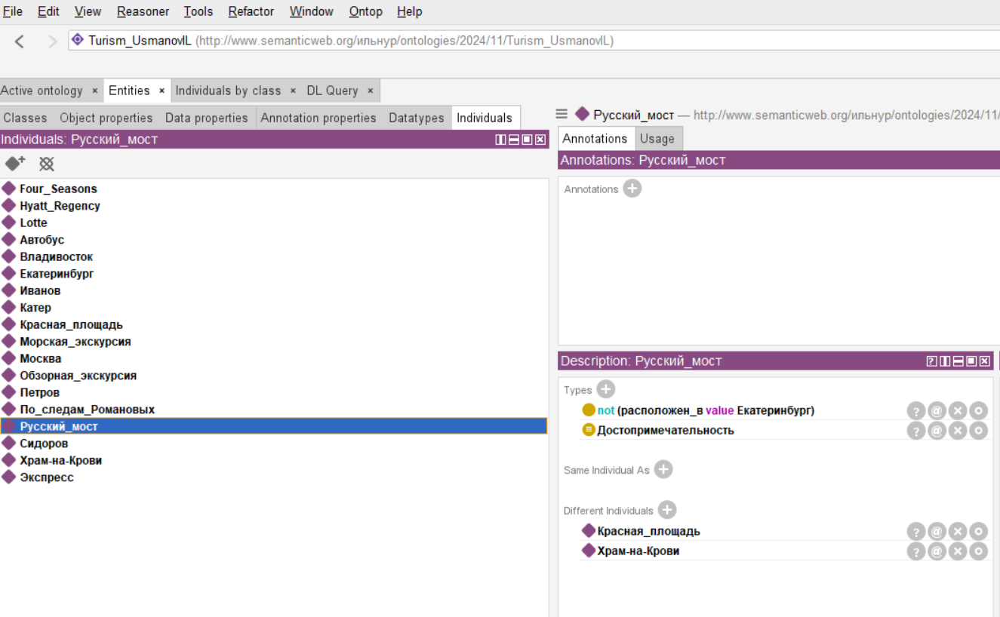 File Edit View Reasoner Tools Refactor Window Ontop Help
Turism_UsmanovIL (http://www.semanticweb.org/ильнур/ontologies/2024/11/Turism_UsmanovIL)
Active ontology × Entities × Individuals by class × DL Query ×
Classes Object properties Data properties Annotation properties Datatypes Individuals
Individuals: Русский_мост
Four_Seasons
Hyatt_Regency
Lotte
Автобус
Владивосток
Екатеринбург
Иванов
Катер
Красная_площадь
Морская_экскурсия
Москва
Обзорная_экскурсия
Петров
По_следам_Романовых
Русский_мост
Сидоров
Храм-на-Крови
Экспресс
Русский_мост — http://www.semanticweb.org/ильнур/ontologies/2024/11/
Annotations Usage
Annotations: Русский_мост
Annotations
Description: Русский_мост
Types
not (расположен_в value Екатеринбург)
Достопримечательность
Same Individual As
Different Individuals
Красная_площадь
Храм-на-Крови